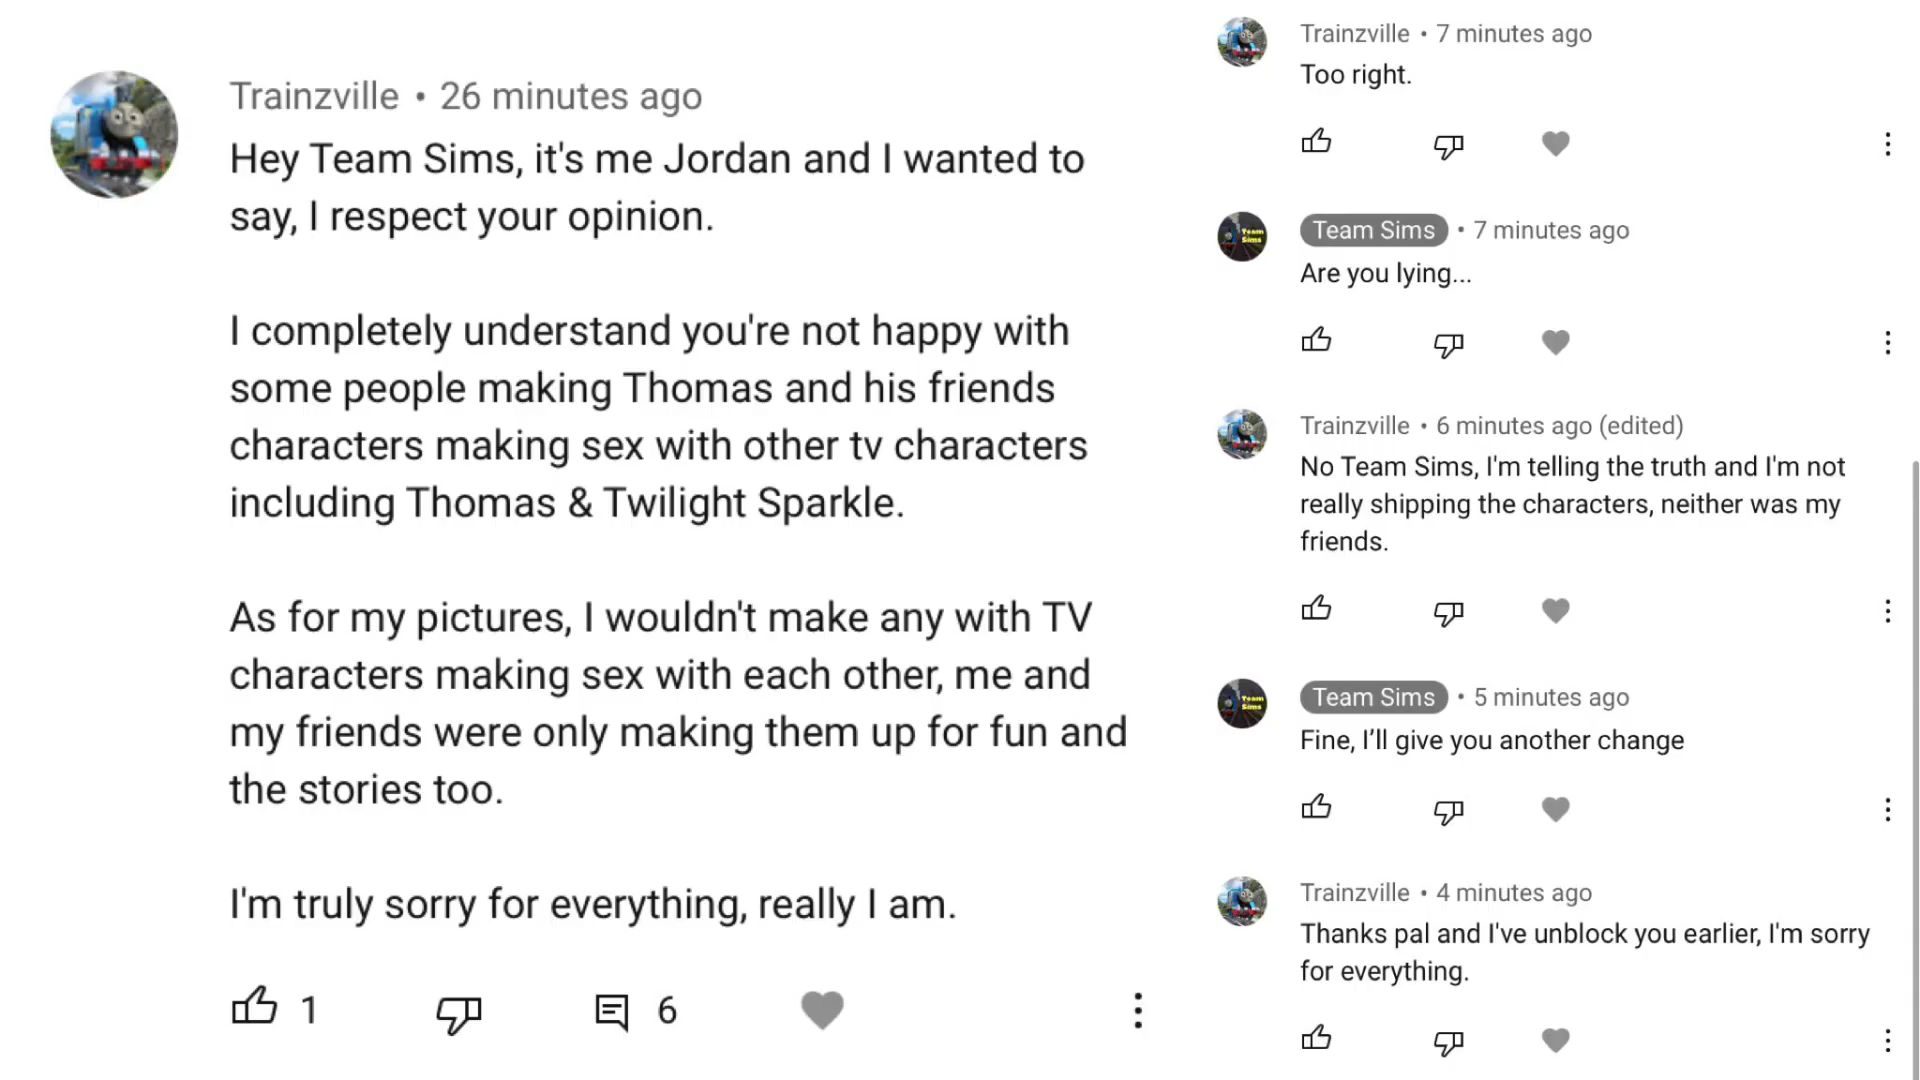 Trainzville • 26 minutes ago
Hey Team Sims, it's me Jordan and I wanted to
say, I respect your opinion.
I completely understand you're not happy with
some people making Thomas and his friends
characters making sex with other tv characters
including Thomas & Twilight Sparkle.
As for my pictures, I wouldn't make any with TV
characters making sex with each other, me and
my friends were only making them up for fun and
the stories too.
I'm truly sorry for everything, really I am.
1
6
Trainzville • 7 minutes ago
Too right.
Team Sims
Team Sims • 7 minutes ago
Are you lying...
Trainzville • 6 minutes ago (edited)
No Team Sims, I'm telling the truth and I'm not
really shipping the characters, neither was my
friends.
Team Sims
Team Sims • 5 minutes ago
Fine, I’ll give you another change
Trainzville • 4 minutes ago
Thanks pal and I've unblock you earlier, I'm sorry
for everything.